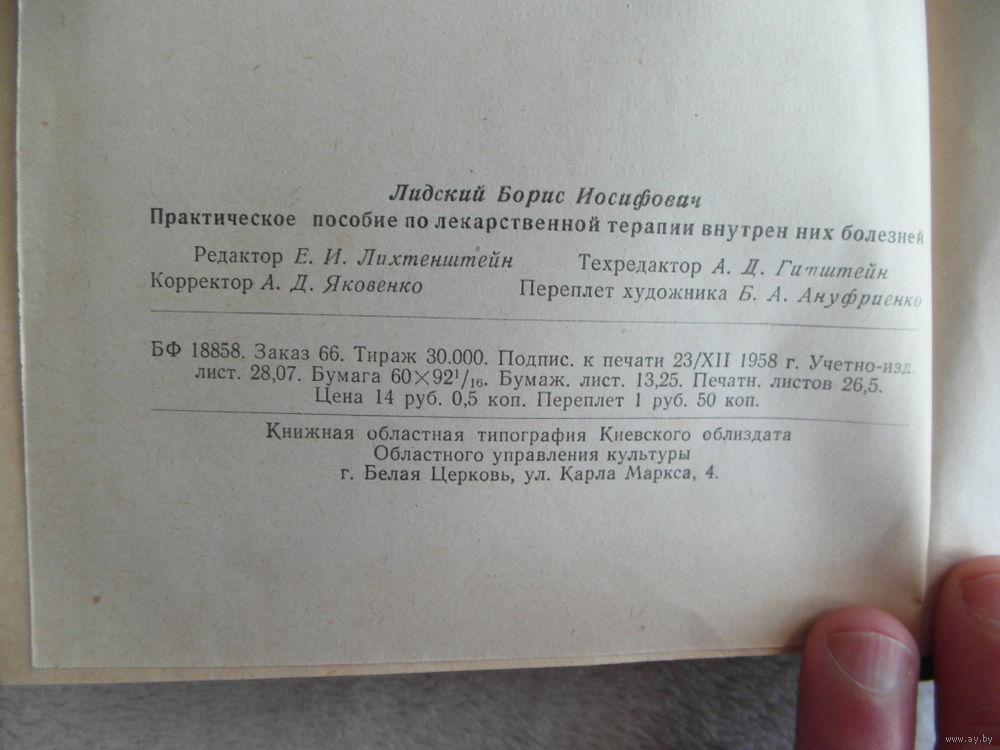 Лидский Борис Иосифович
Практическое пособие по лекарственной терапии внутрен них болезней
Редактор Е. И. Лихтенштейн Техредактор А. Д. Гитштейн
Корректор А. Д. Яковенко Переплет художника Б. А. Ануфриенко
БФ 18858. Заказ 66. Тираж 30.000. Подпис. к печати 23/XII 1958 г. Учетно-изд.
лист. 28,07. Бумага 60×92¹/₁₆. Бумаж. лист. 13,25. Печатн. листов 26,5.
Цена 14 руб. 0,5 коп. Переплет 1 руб. 50 коп.
Книжная областная типография Киевского облиздата
Областного управления культуры
г. Белая Церковь, ул. Карла Маркса, 4.
www.ay.by